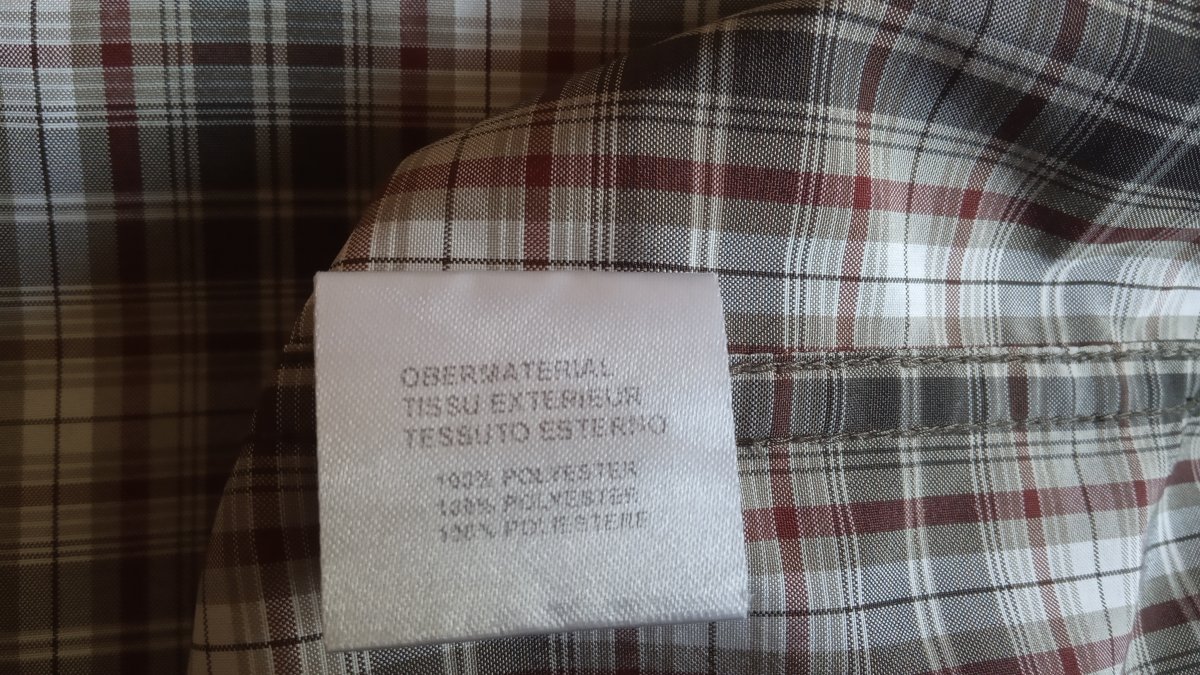 OBERMATERIAL
TISSU EXTERIEUR
TESSUTO ESTERNO
100% POLYESTER
100% POLYESTER
100% POLIESTERE